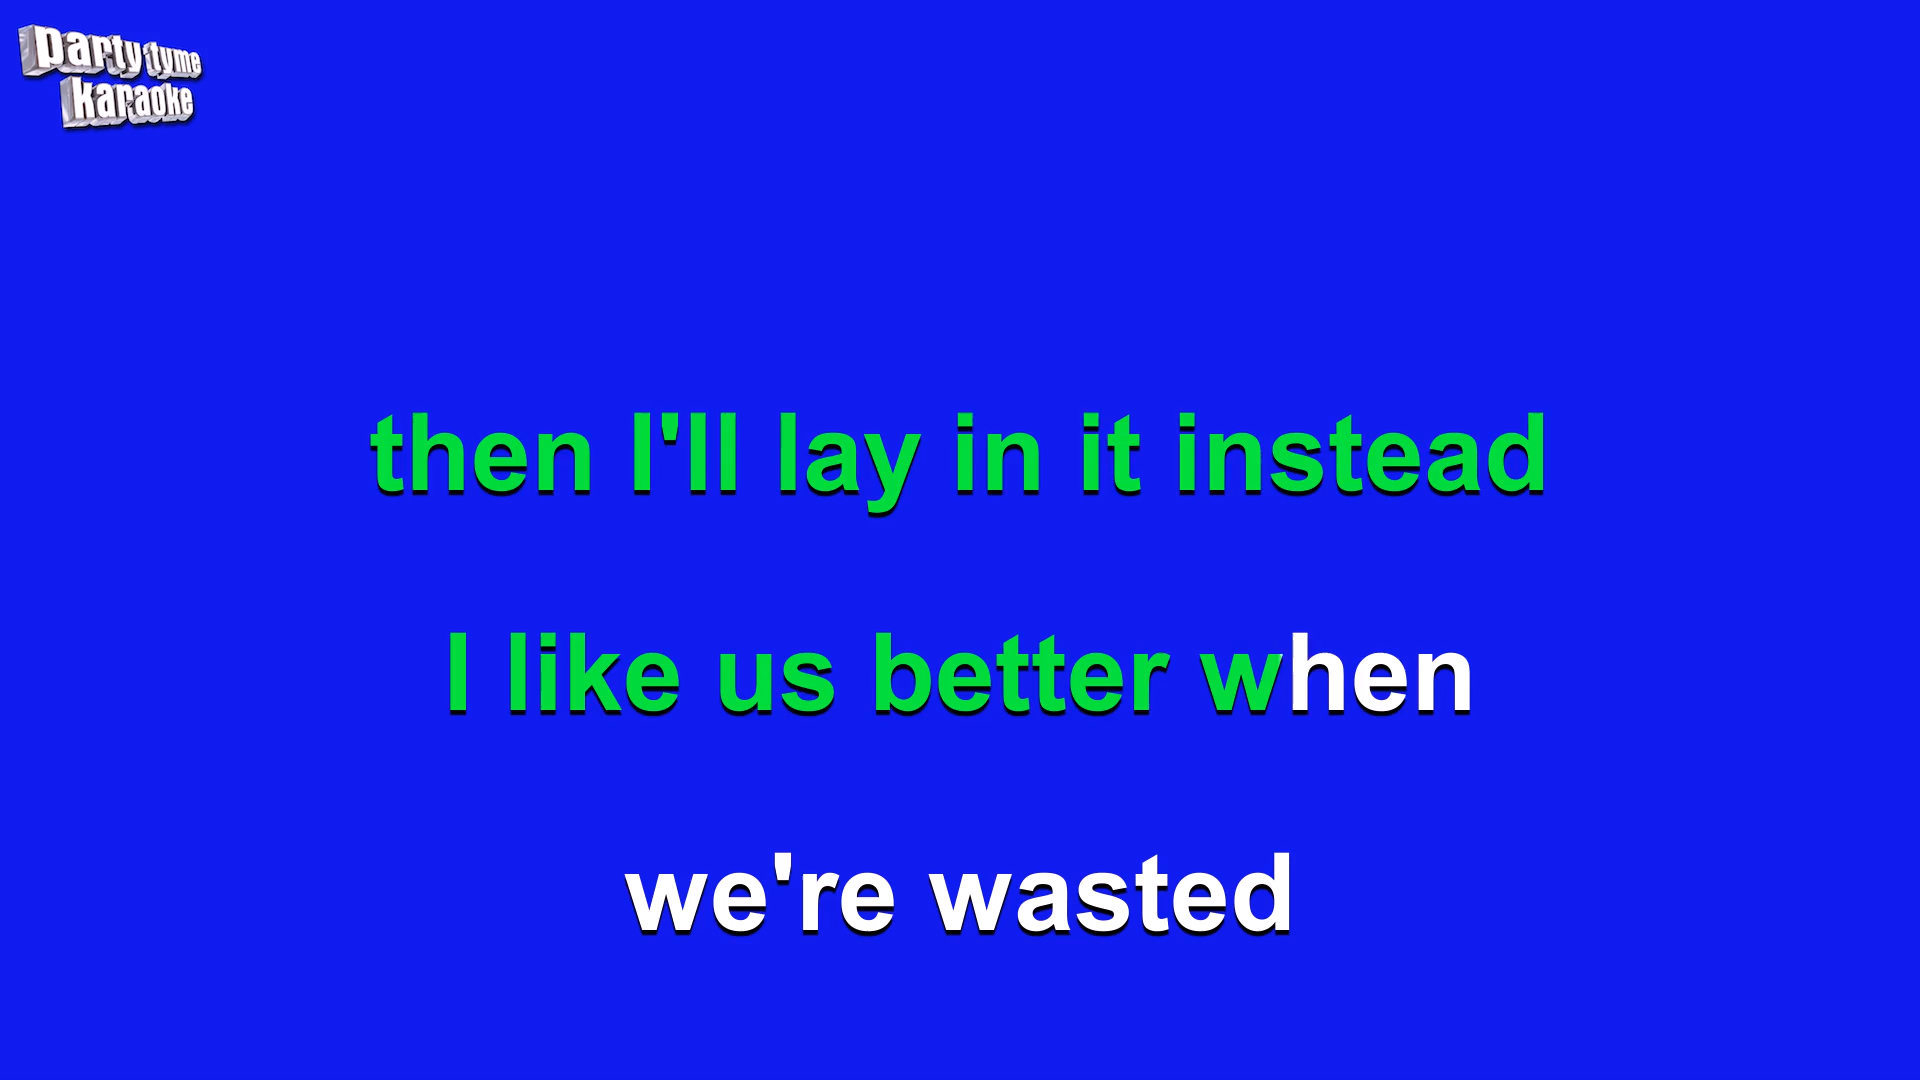 party tyme
karaoke
then I'll lay in it instead
I like us better when
we're wasted